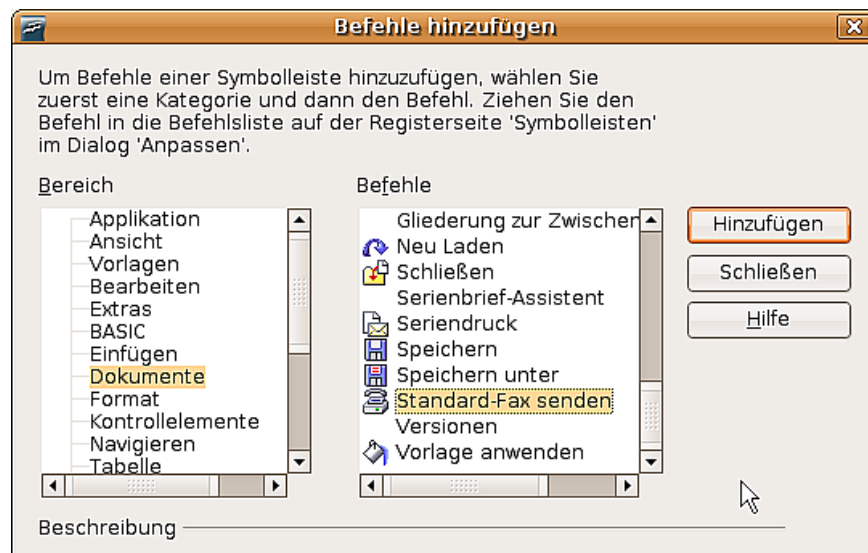 Befehle hinzufügen
Um Befehle einer Symbolleiste hinzuzufügen, wählen Sie
zuerst eine Kategorie und dann den Befehl. Ziehen Sie den
Befehl in die Befehlsliste auf der Registerseite 'Symbolleisten'
im Dialog 'Anpassen'.
Bereich
Applikation
Ansicht
Vorlagen
Bearbeiten
Extras
BASIC
Einfügen
Dokumente
Format
Kontrollelemente
Navigieren
Tabelle
Befehle
Gliederung zur Zwischen
Neu Laden
Schließen
Serienbrief-Assistent
Seriendruck
Speichern
Speichern unter
Standard-Fax senden
Versionen
Vorlage anwenden
Hinzufügen
Schließen
Hilfe
Beschreibung